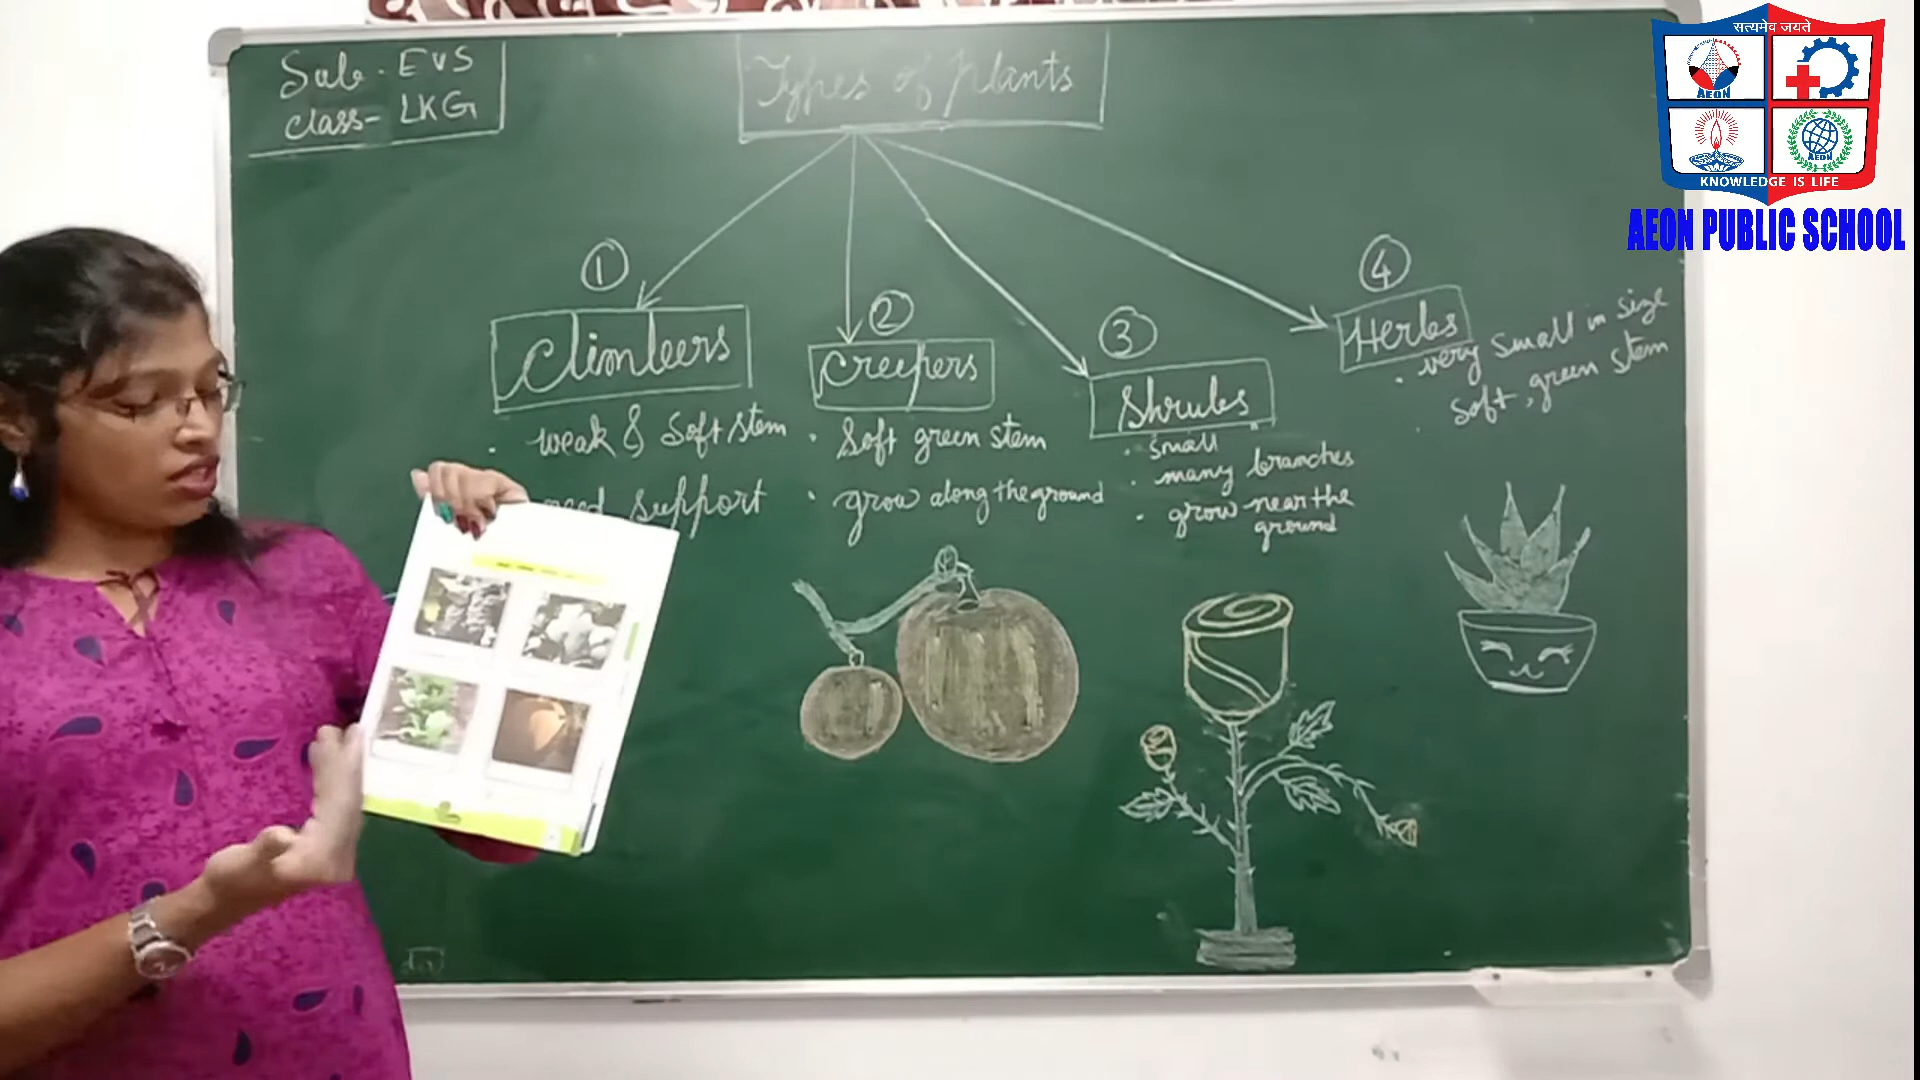 Sub. EVS
Class- LKG
Types of Plants
1
Climbers
weak & Soft stem
need support
2
Creepers
Soft green stem
grow along the ground
3
Shrubs
small
many branches
grow near the ground
4
Herbs
very small in size
soft, green stem
सत्यमेव जयते
AEON
AEON
KNOWLEDGE IS LIFE
AEON PUBLIC SCHOOL